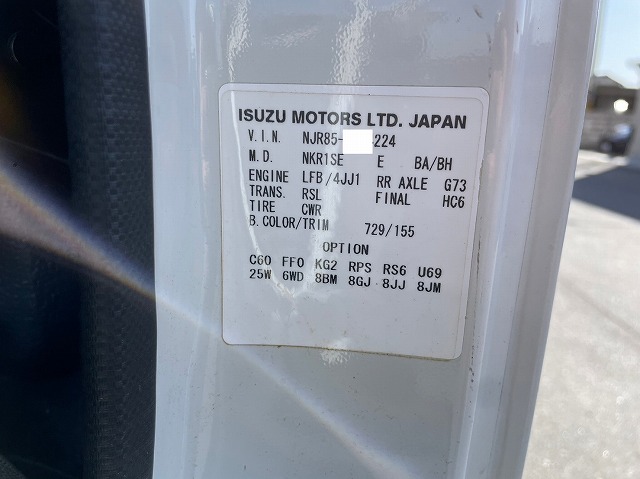 ISUZU MOTORS LTD. JAPAN
V.I.N. NJR85- 224
M.D. NKR1SE E BA/BH
ENGINE LFB/4JJ1 RR AXLE G73
TRANS. RSL FINAL HC6
TIRE CWR
B.COLOR/TRIM 729/155
OPTION
C60 FF0 KG2 RPS RS6 U69
25W 6WD 8BM 8GJ 8JJ 8JM